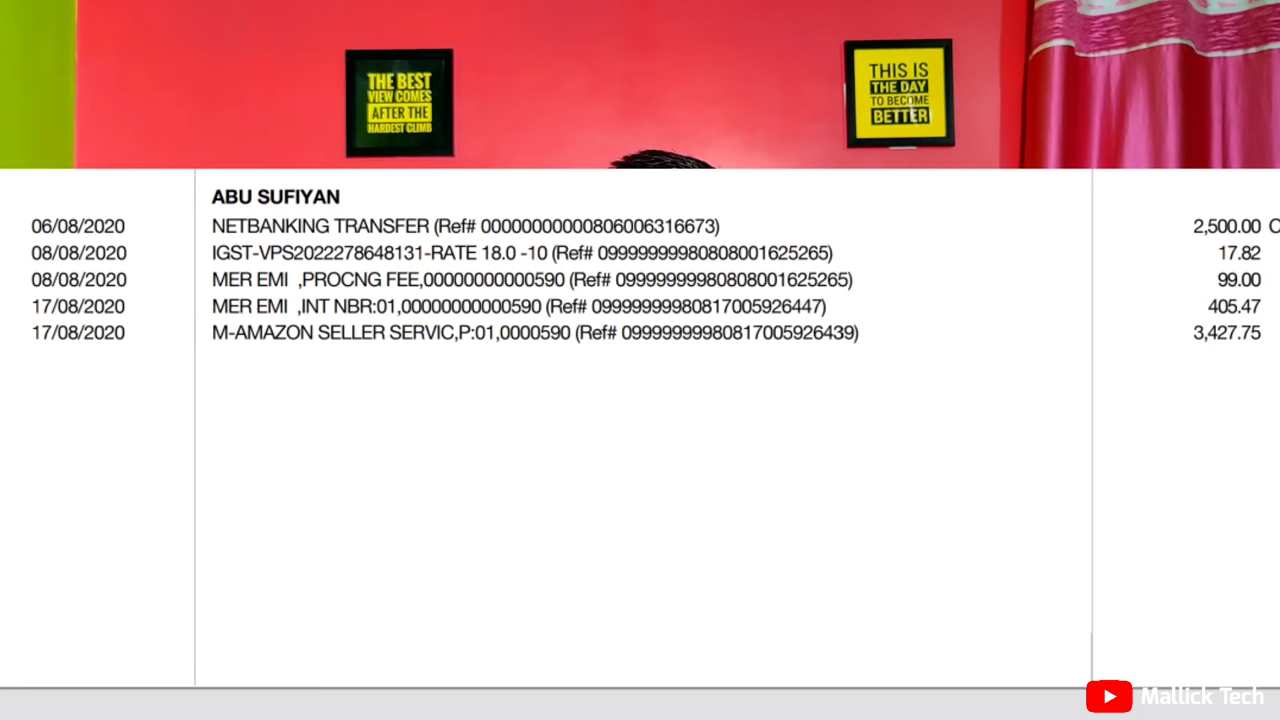 THE BEST
VIEW COMES
AFTER THE
HARDEST CLIMB
THIS IS
THE DAY
TO BECOME
BETTER
ABU SUFIYAN
06/08/2020 NETBANKING TRANSFER (Ref# 000000000000806006316673) 2,500.00 C
08/08/2020 IGST-VPS2022278648131-RATE 18.0 -10 (Ref# 09999999980808001625265) 17.82
08/08/2020 MER EMI ,PROCNG FEE,00000000000590 (Ref# 09999999980808001625265) 99.00
17/08/2020 MER EMI ,INT NBR:01,00000000000590 (Ref# 09999999980817005926447) 405.47
17/08/2020 M-AMAZON SELLER SERVIC,P:01,0000590 (Ref# 09999999980817005926439) 3,427.75
Mallick Tech